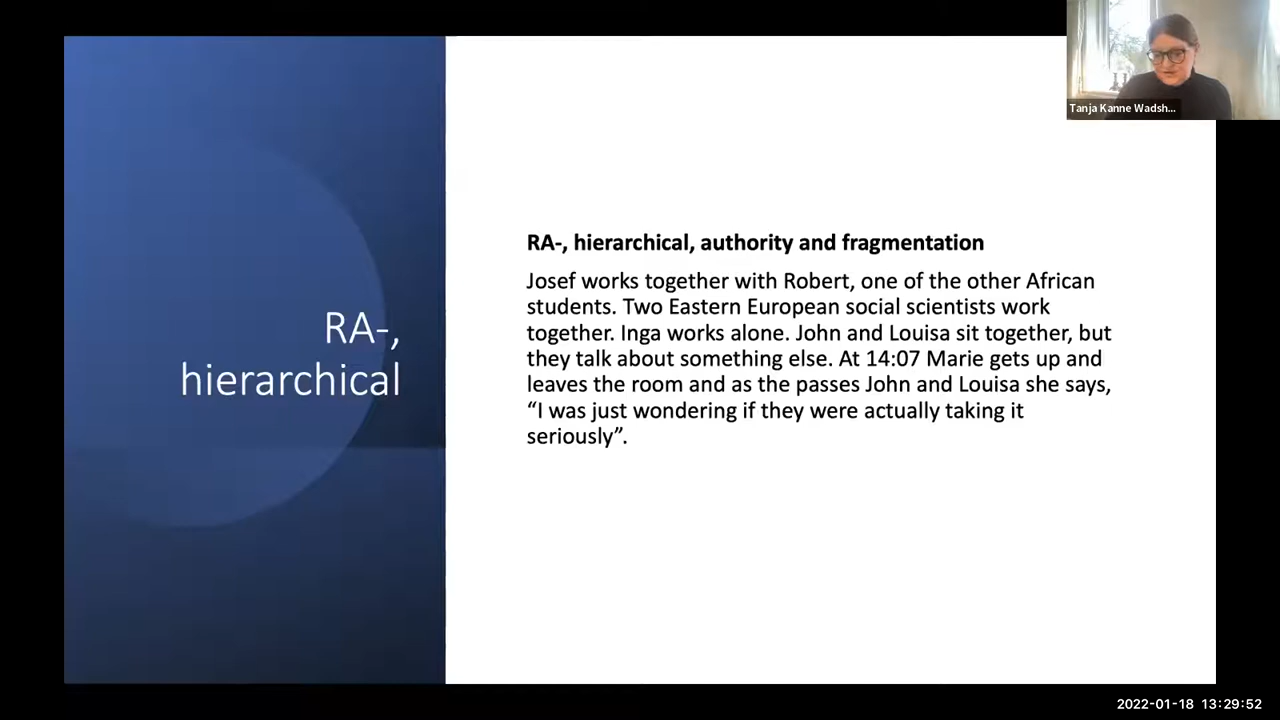 Tanja Kanne Wadsh...
RA-,
hierarchical
RA-, hierarchical, authority and fragmentation
Josef works together with Robert, one of the other African
students. Two Eastern European social scientists work
together. Inga works alone. John and Louisa sit together, but
they talk about something else. At 14:07 Marie gets up and
leaves the room and as the passes John and Louisa she says,
“I was just wondering if they were actually taking it
seriously”.
2022-01-18 13:29:52